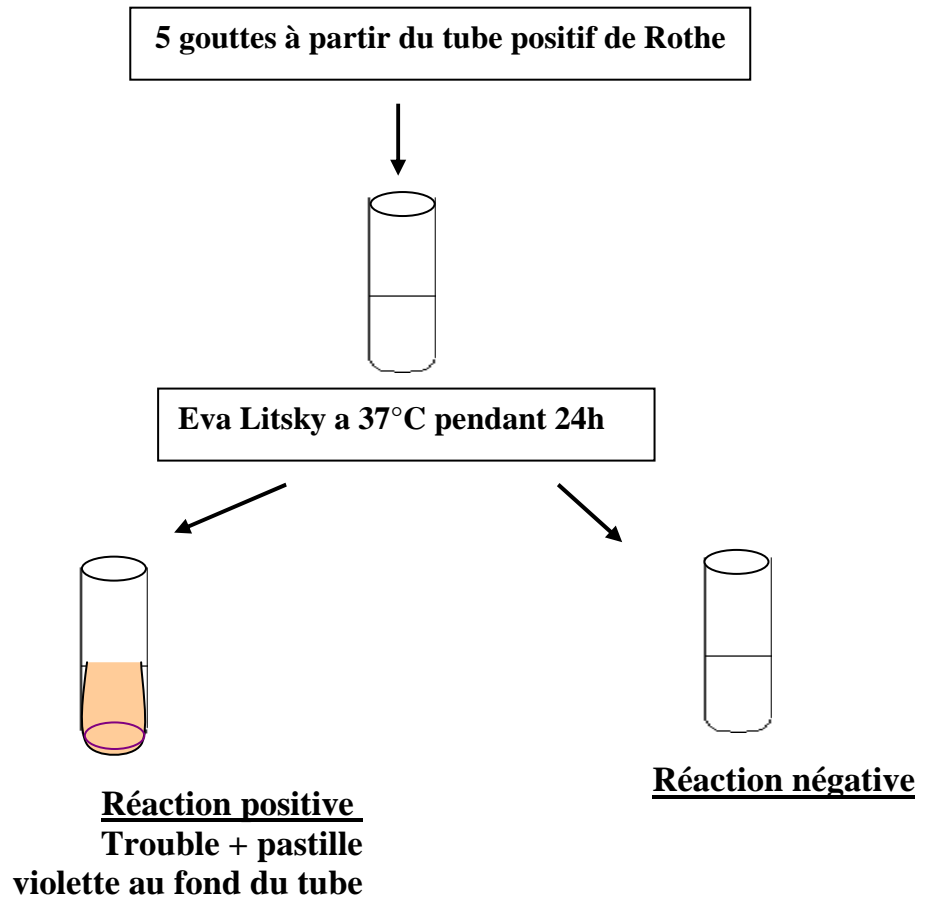 5 gouttes à partir du tube positif de Rothe
Eva Litsky a 37°C pendant 24h
Réaction positive
Trouble + pastille
violette au fond du tube
Réaction négative